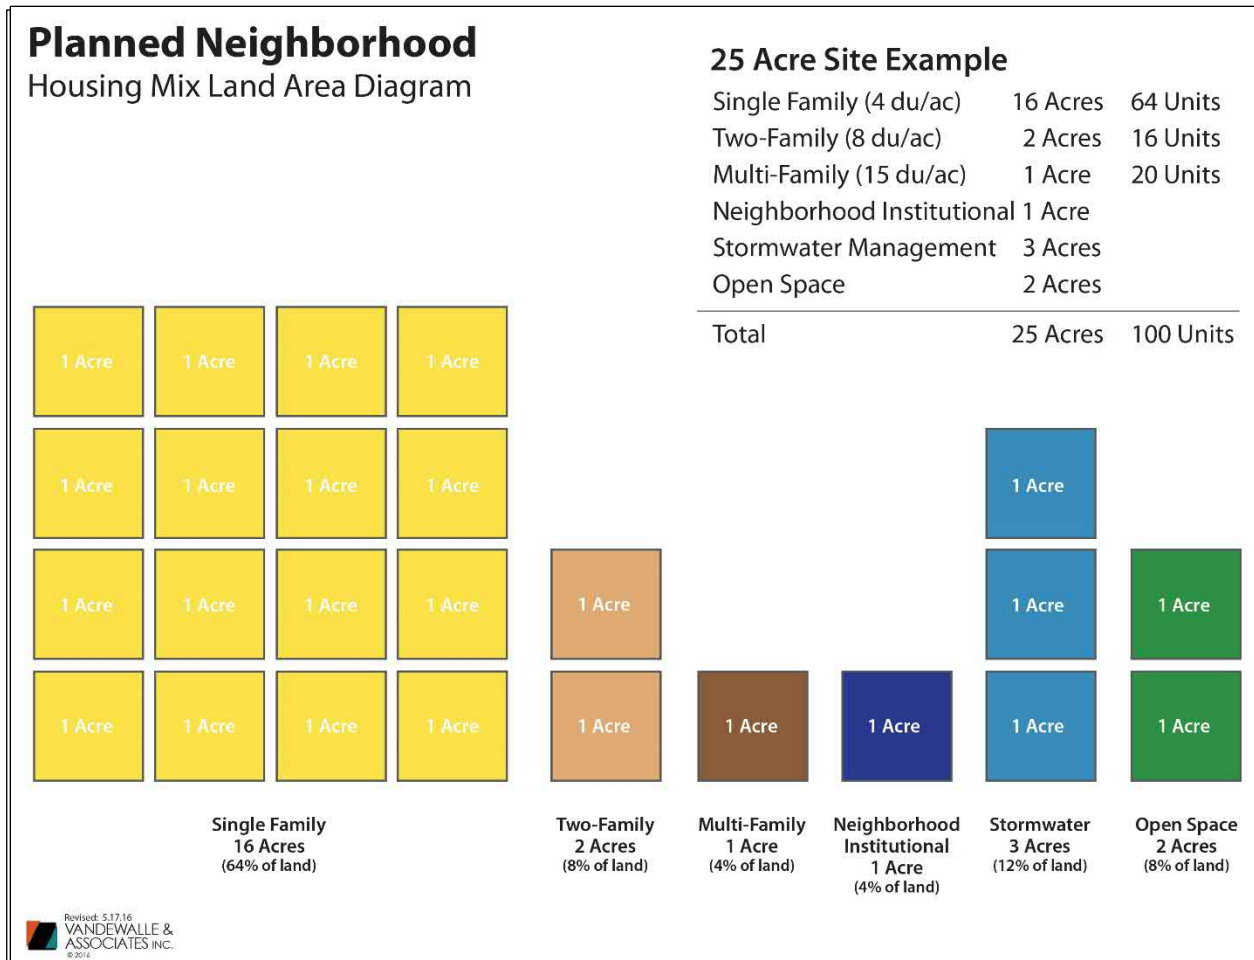 Planned Neighborhood
Housing Mix Land Area Diagram
25 Acre Site Example
Single Family (4 du/ac) 16 Acres 64 Units
Two-Family (8 du/ac) 2 Acres 16 Units
Multi-Family (15 du/ac) 1 Acre 20 Units
Neighborhood Institutional 1 Acre
Stormwater Management 3 Acres
Open Space 2 Acres
Total 25 Acres 100 Units
1 Acre 1 Acre 1 Acre 1 Acre
1 Acre 1 Acre 1 Acre 1 Acre 1 Acre
1 Acre 1 Acre 1 Acre 1 Acre 1 Acre 1 Acre 1 Acre
1 Acre 1 Acre 1 Acre 1 Acre 1 Acre 1 Acre 1 Acre 1 Acre 1 Acre
Single Family
16 Acres
(64% of land)
Two-Family
2 Acres
(8% of land)
Multi-Family
1 Acre
(4% of land)
Neighborhood
Institutional
1 Acre
(4% of land)
Stormwater
3 Acres
(12% of land)
Open Space
2 Acres
(8% of land)
Revised: 5.17.16
VANDEWALLE &
ASSOCIATES INC.
© 2016